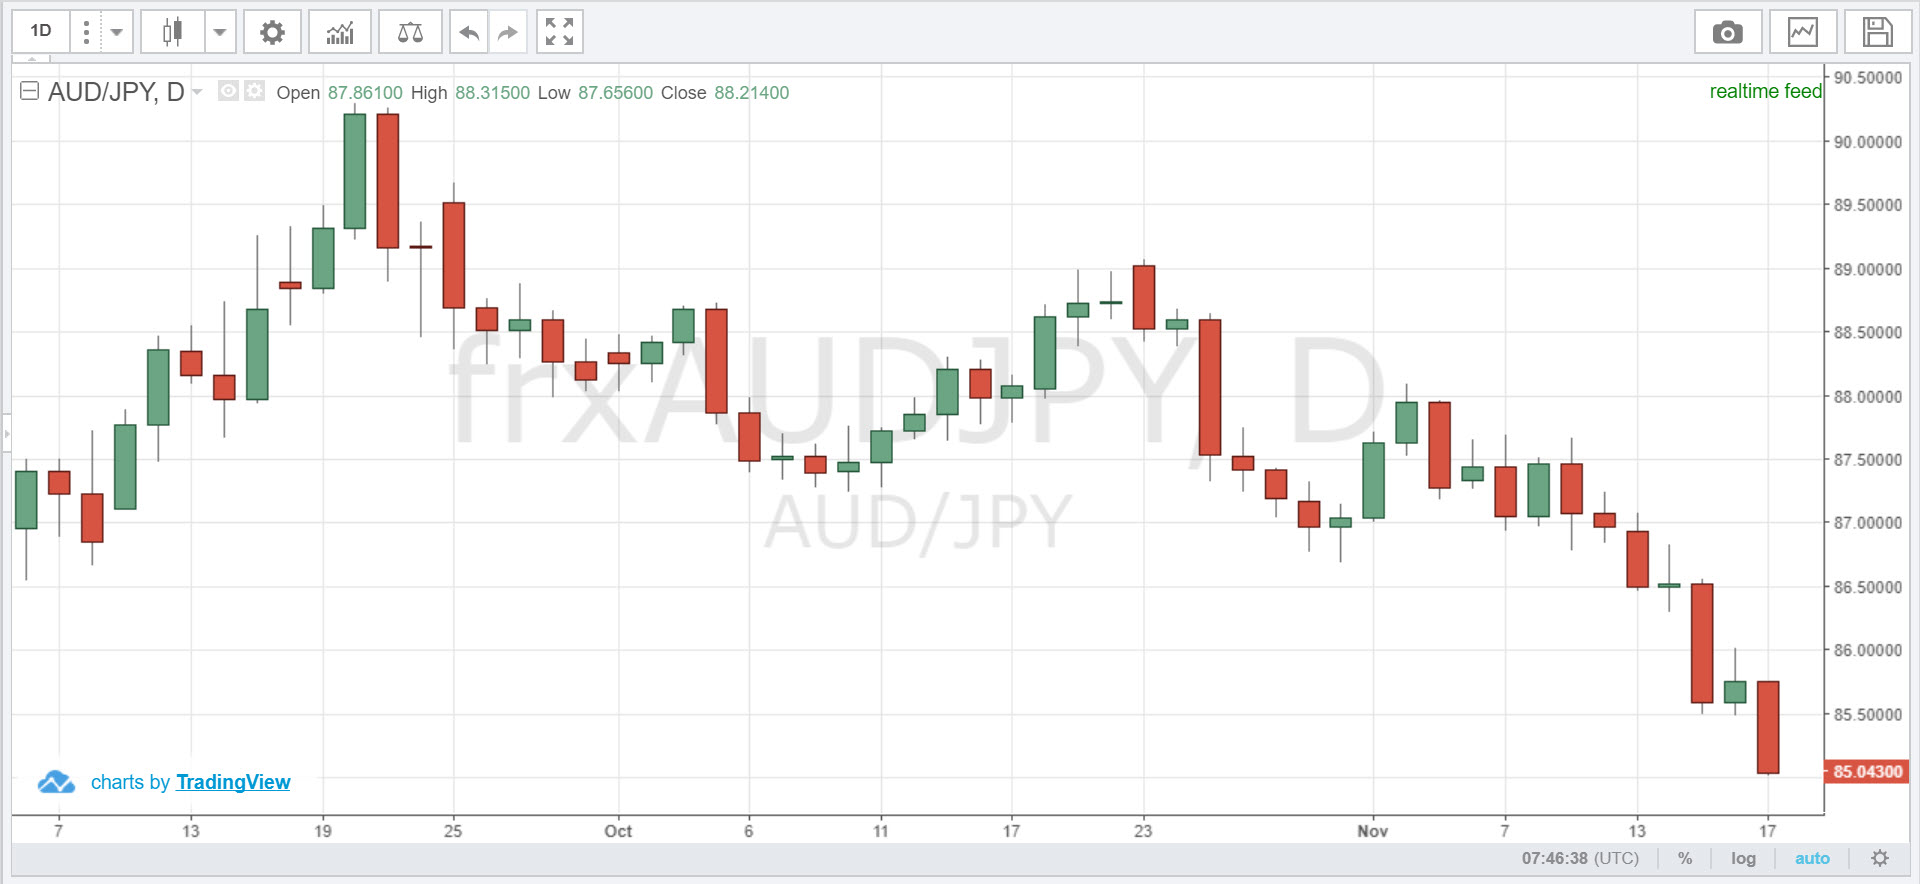 1D
AUD/JPY, D Open 87.86100 High 88.31500 Low 87.65600 Close 88.21400
realtime feed
90.50000
90.00000
89.50000
89.00000
88.50000
88.00000
87.50000
87.00000
86.50000
86.00000
85.50000
85.04300
frxAUDJPY, D
AUD/JPY
charts by TradingView
7 13 19 25 Oct 6 11 17 23 Nov 7 13 17
07:46:38 (UTC) % log auto